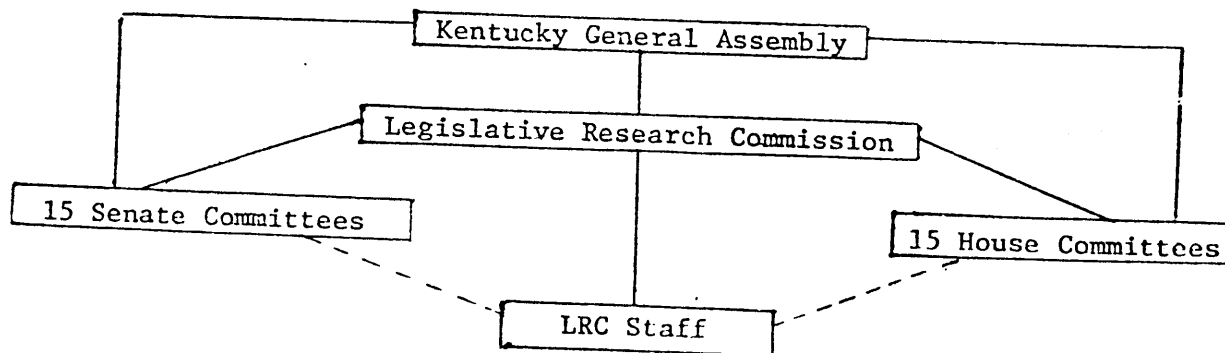 Kentucky General Assembly
Legislative Research Commission
15 Senate Committees
15 House Committees
LRC Staff